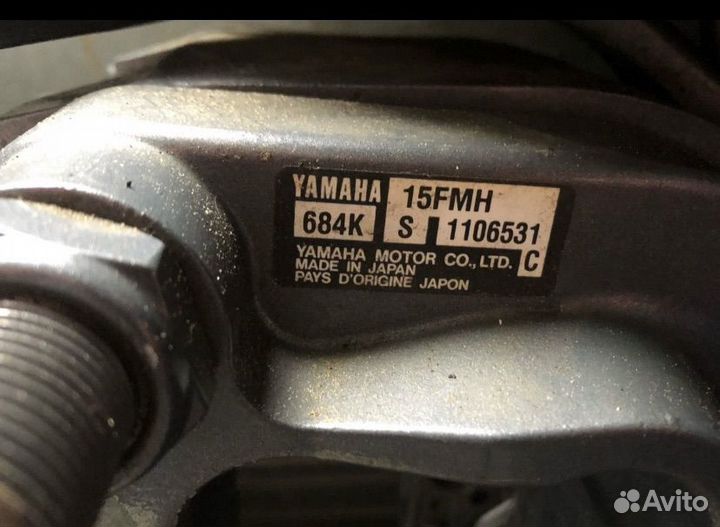 YAMAHA 15FMH
684K S 1106531
YAMAHA MOTOR CO., LTD. C
MADE IN JAPAN
PAYS D'ORIGINE JAPON
Avito